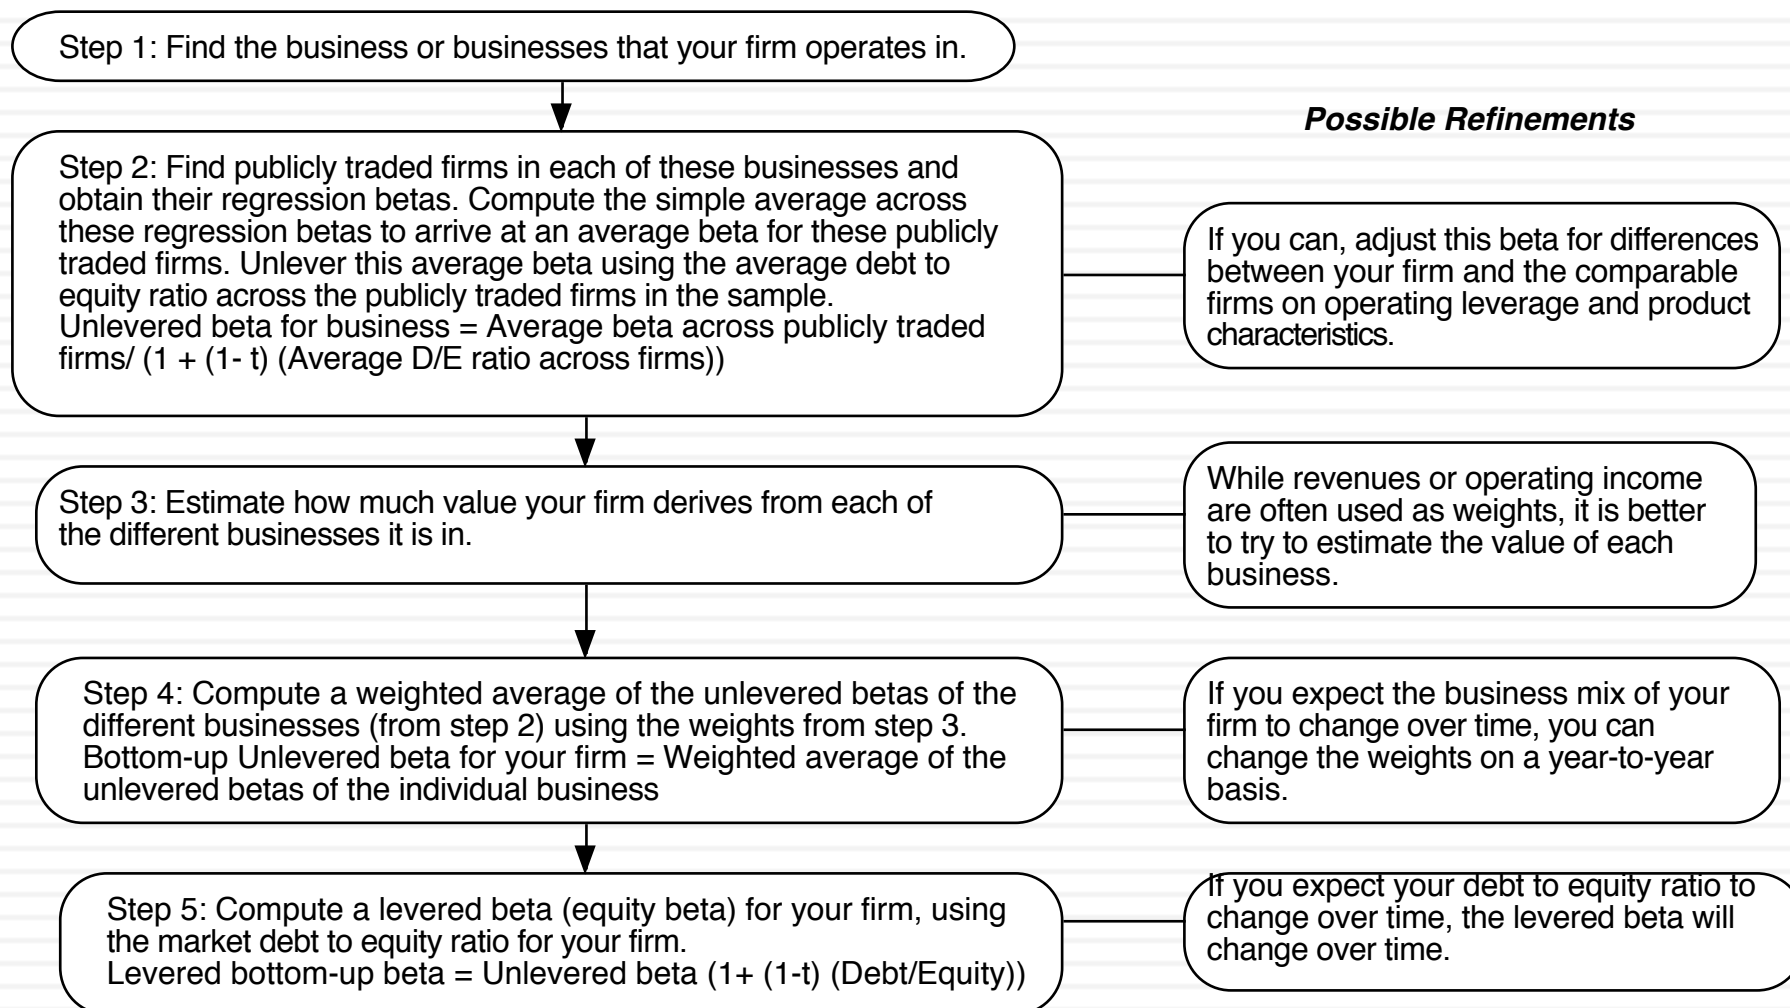 Step 1: Find the business or businesses that your firm operates in.
Possible Refinements
Step 2: Find publicly traded firms in each of these businesses and
obtain their regression betas. Compute the simple average across
these regression betas to arrive at an average beta for these publicly
traded firms. Unlever this average beta using the average debt to
equity ratio across the publicly traded firms in the sample.
Unlevered beta for business = Average beta across publicly traded
firms/ (1 + (1- t) (Average D/E ratio across firms))
If you can, adjust this beta for differences
between your firm and the comparable
firms on operating leverage and product
characteristics.
Step 3: Estimate how much value your firm derives from each of
the different businesses it is in.
While revenues or operating income
are often used as weights, it is better
to try to estimate the value of each
business.
Step 4: Compute a weighted average of the unlevered betas of the
different businesses (from step 2) using the weights from step 3.
Bottom-up Unlevered beta for your firm = Weighted average of the
unlevered betas of the individual business
If you expect the business mix of your
firm to change over time, you can
change the weights on a year-to-year
basis.
Step 5: Compute a levered beta (equity beta) for your firm, using
the market debt to equity ratio for your firm.
Levered bottom-up beta = Unlevered beta (1+ (1-t) (Debt/Equity))
If you expect your debt to equity ratio to
change over time, the levered beta will
change over time.